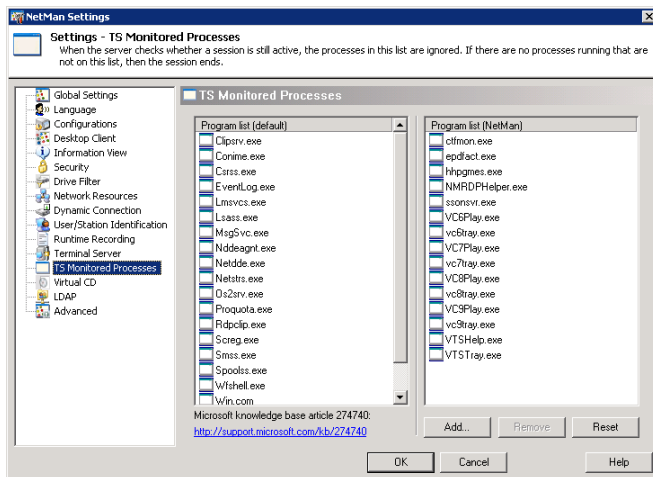 NetMan Settings
Settings - TS Monitored Processes
When the server checks whether a session is still active, the processes in this list are ignored. If there are no processes running that are
not on this list, then the session ends.
Global Settings
Language
Configurations
Desktop Client
Information View
Security
Drive Filter
Network Resources
Dynamic Connection
User/Station Identification
Runtime Recording
Terminal Server
TS Monitored Processes
Virtual CD
LDAP
Advanced
TS Monitored Processes
Program list (default)
Clipsrv.exe
Conime.exe
Csrss.exe
EventLog.exe
Lmsvcs.exe
Lsass.exe
MsgSvc.exe
Nddeagnt.exe
Netdde.exe
Netstrs.exe
Os2srv.exe
Proquota.exe
Rdpclip.exe
Screg.exe
Smss.exe
Spoolss.exe
Wfshell.exe
Win.com
Microsoft knowledge base article 274740:
http://support.microsoft.com/kb/274740
Program list (NetMan)
ctfmon.exe
epdfact.exe
hhpgmes.exe
NMRDPHelper.exe
ssonsvr.exe
VC6Play.exe
vc6tray.exe
VC7Play.exe
vc7tray.exe
VC8Play.exe
vc8tray.exe
VC9Play.exe
vc9tray.exe
VTSHelp.exe
VTSTray.exe
Add... Remove Reset
OK Cancel Help